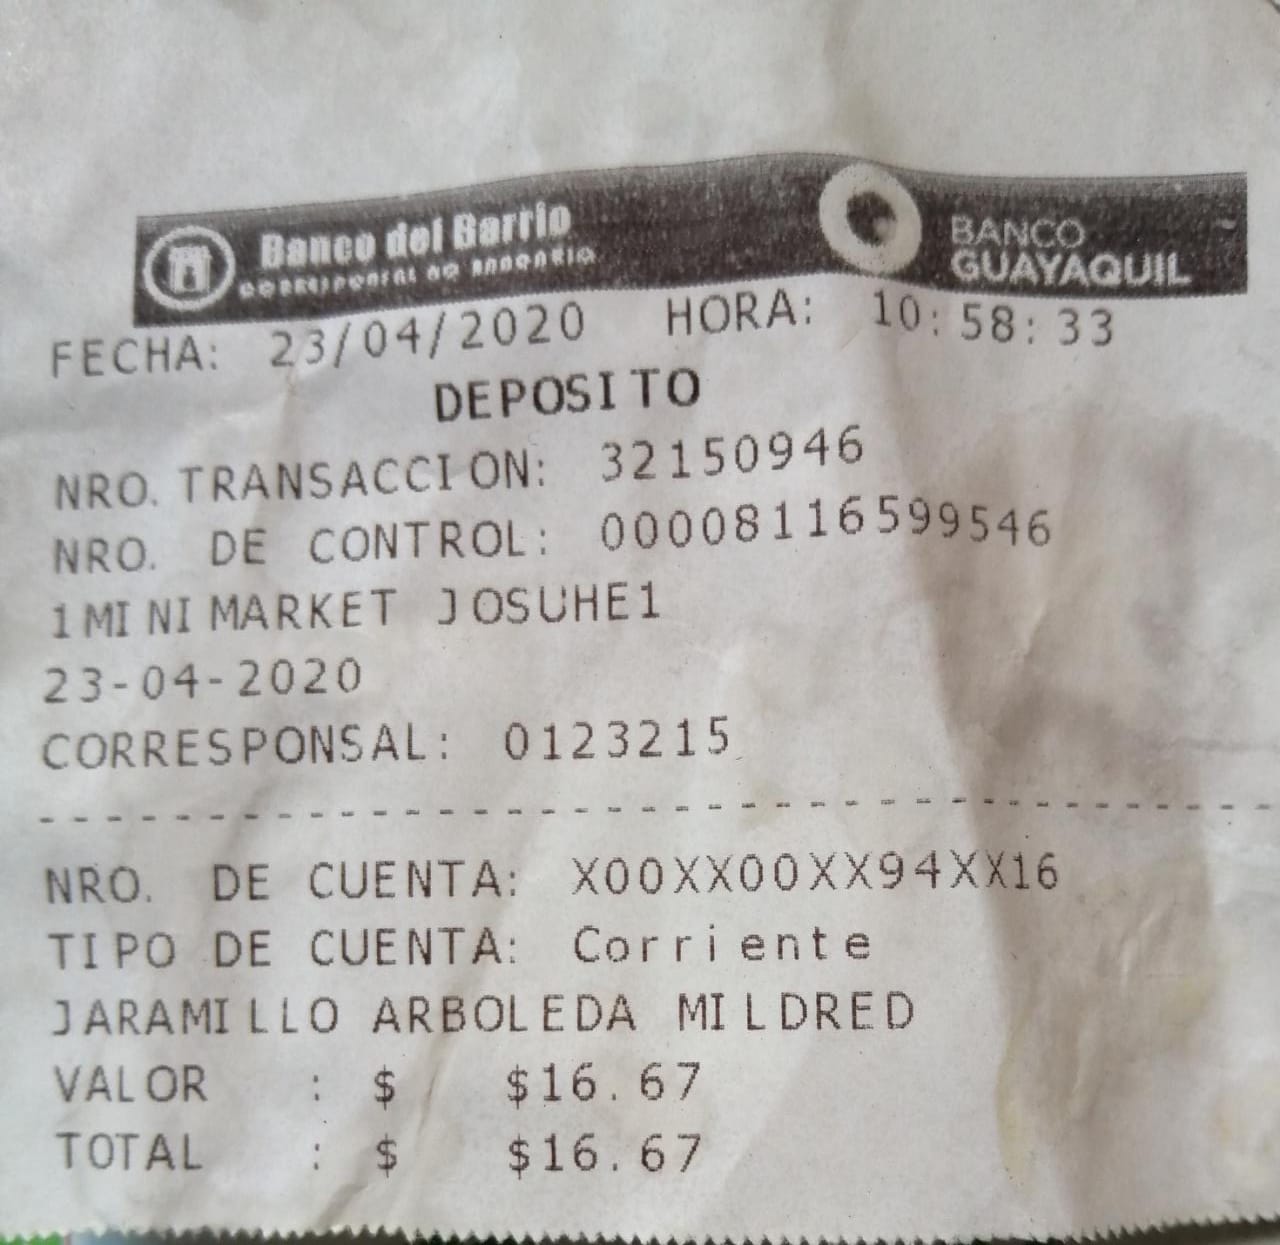 Banco del Barrio
CORRESPONSAL NO BANCARIO
BANCO
GUAYAQUIL
FECHA: 23/04/2020 HORA: 10:58:33
DEPOSITO
NRO. TRANSACCION: 32150946
NRO. DE CONTROL: 00008116599546
1MINIMARKET JOSUHE1
23-04-2020
CORRESPONSAL: 0123215
NRO. DE CUENTA: X00XX00XX94XX16
TIPO DE CUENTA: Corriente
JARAMILLO ARBOLEDA MILDRED
VALOR : $ $16.67
TOTAL : $ $16.67